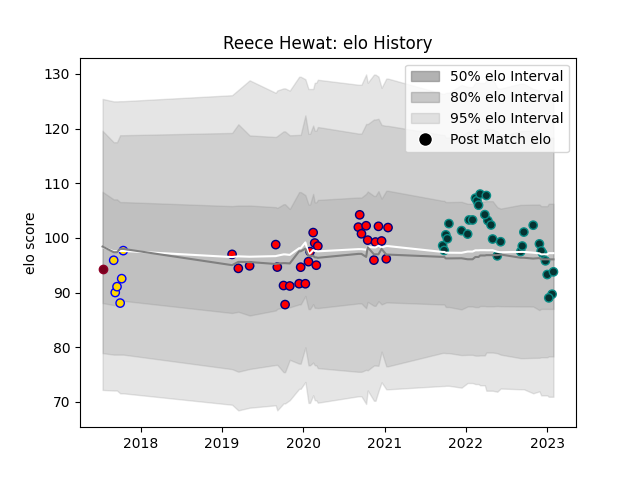 Reece Hewat: elo History
50% elo Interval
80% elo Interval
95% elo Interval
Post Match elo
elo score
130
120
110
100
90
80
70
2018
2019
2020
2021
2022
2023